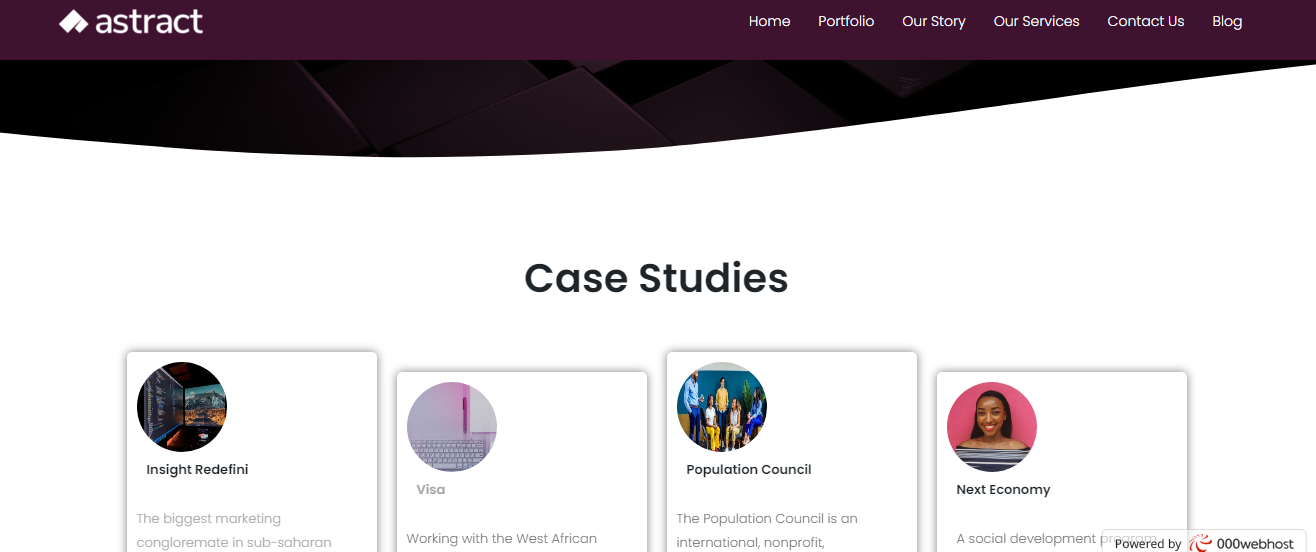 astract
Home
Portfolio
Our Story
Our Services
Contact Us
Blog
Case Studies
Insight Redefini
The biggest marketing
congloremate in sub-saharan
Visa
Working with the West African
Population Council
The Population Council is an
international, nonprofit,
Next Economy
A social development program
Powered by 000webhost